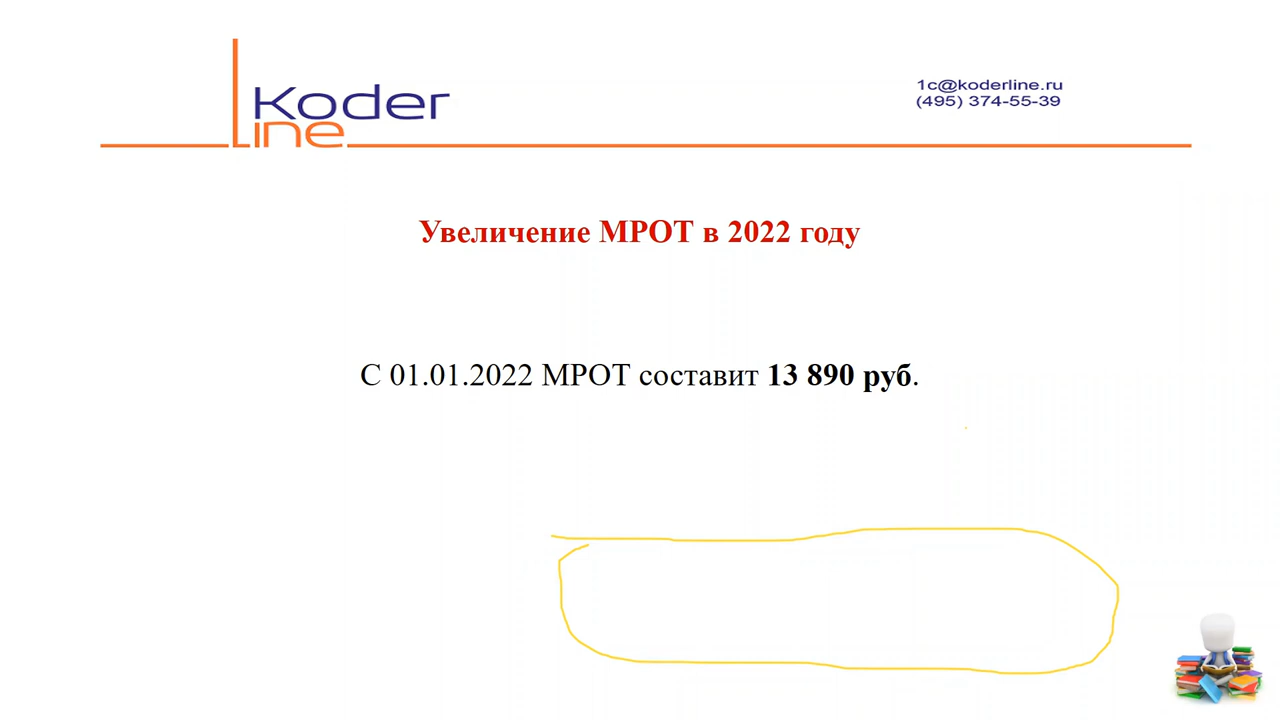 Koder
Line
1c@koderline.ru
(495) 374-55-39
Увеличение МРОТ в 2022 году
С 01.01.2022 МРОТ составит 13 890 руб.